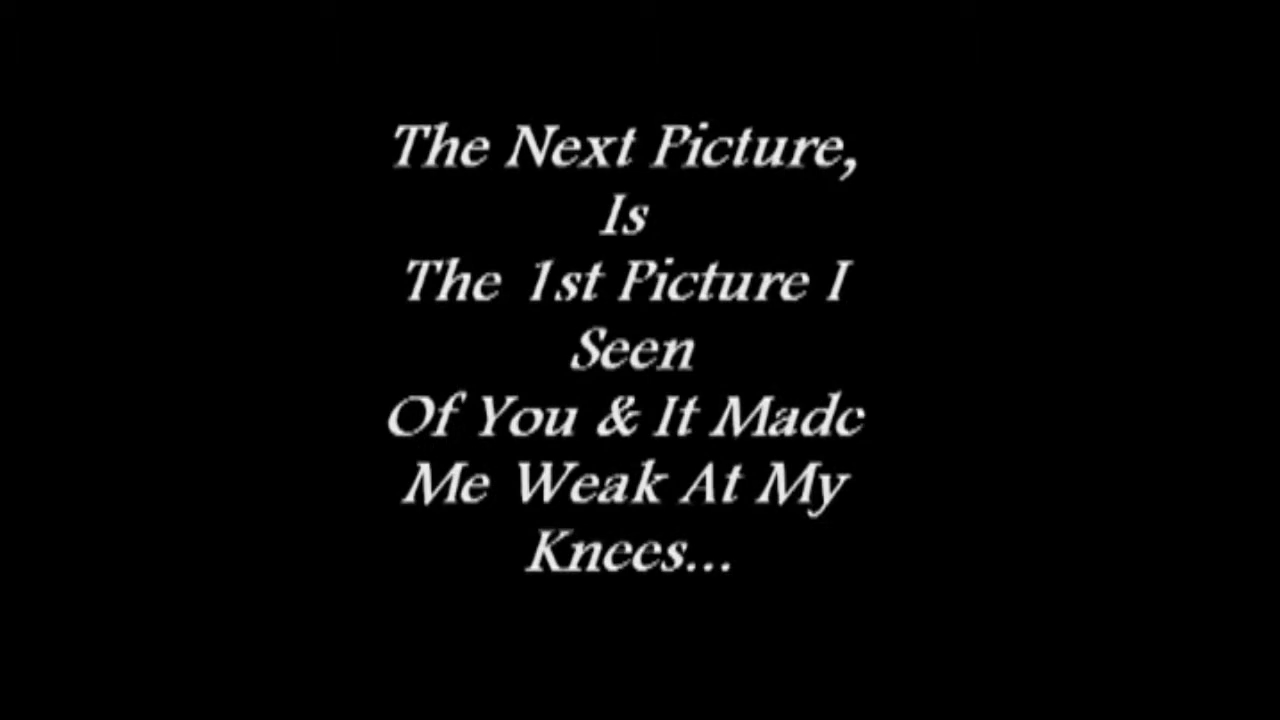 The Next Picture,
Is
The 1st Picture I
Seen
Of You & It Made
Me Weak At My
Knees...